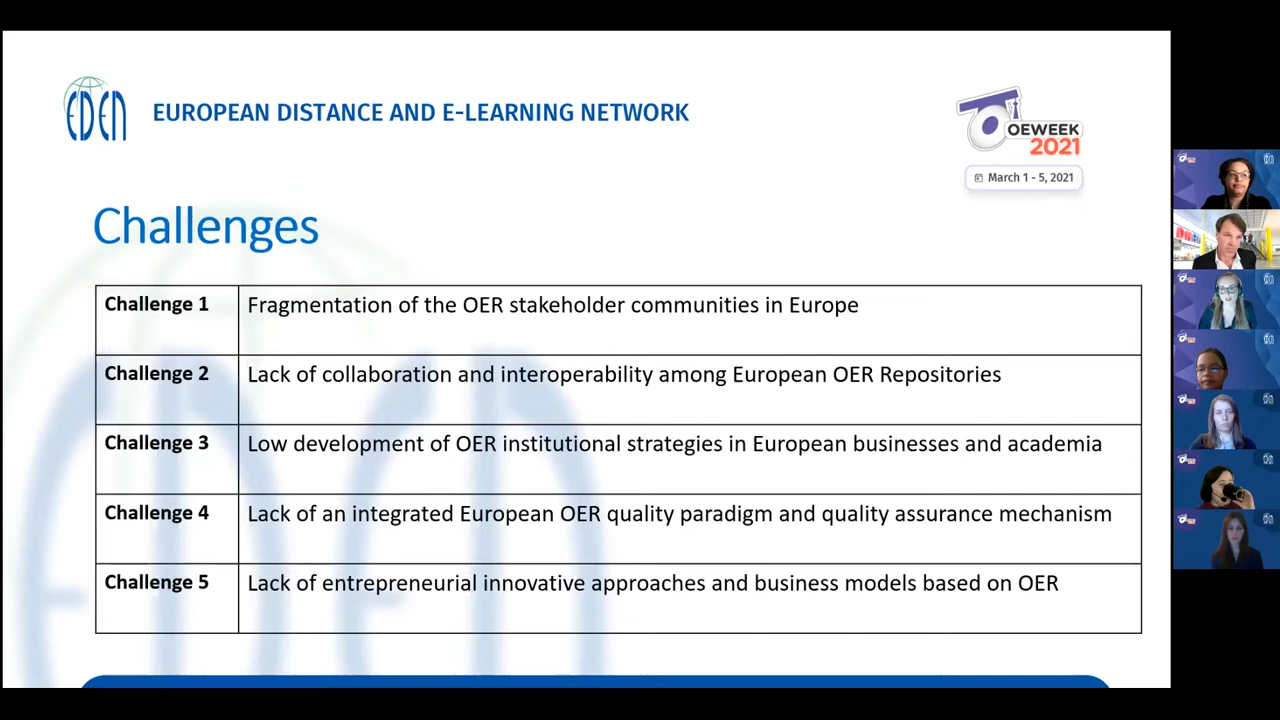 EDEN
EUROPEAN DISTANCE AND E-LEARNING NETWORK
OEWEEK
2021
March 1 - 5, 2021
Challenges
Challenge 1 Fragmentation of the OER stakeholder communities in Europe
Challenge 2 Lack of collaboration and interoperability among European OER Repositories
Challenge 3 Low development of OER institutional strategies in European businesses and academia
Challenge 4 Lack of an integrated European OER quality paradigm and quality assurance mechanism
Challenge 5 Lack of entrepreneurial innovative approaches and business models based on OER